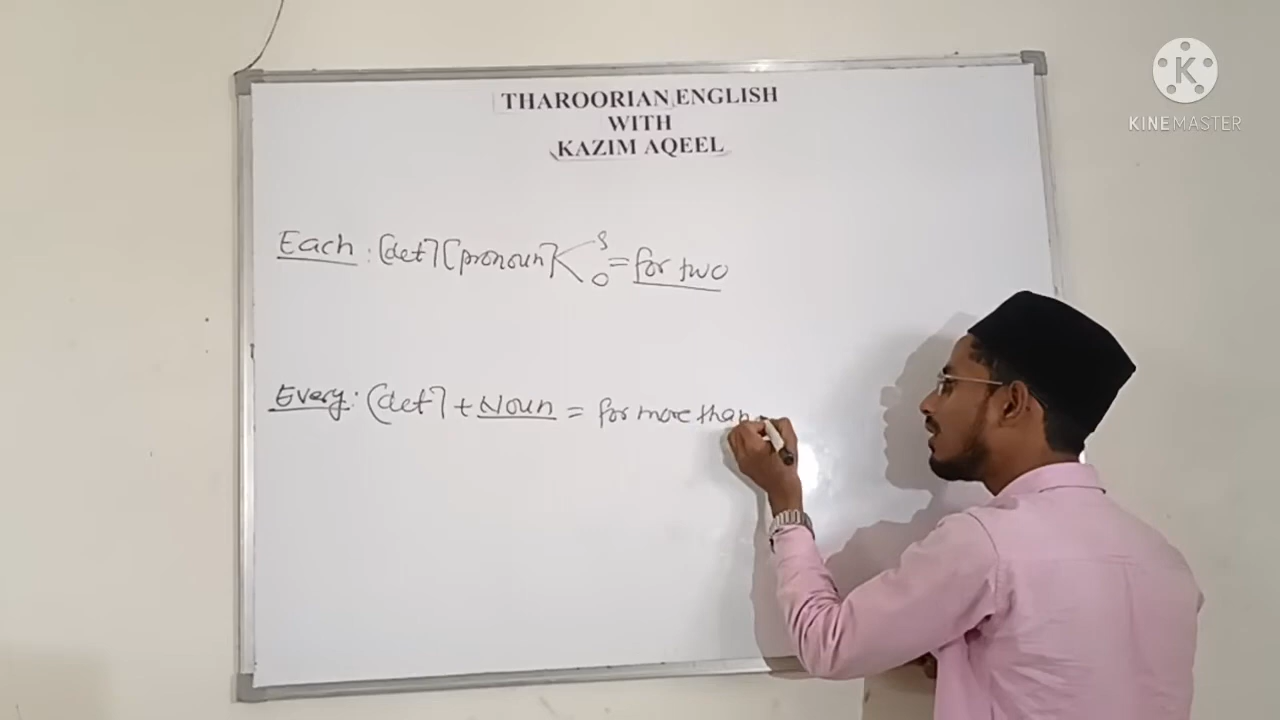 THAROORIAN ENGLISH
WITH
KAZIM AQEEL
K
KINEMASTER
Each : [det] [pronoun] < S O = for two
Every : [det] + Noun = for more than